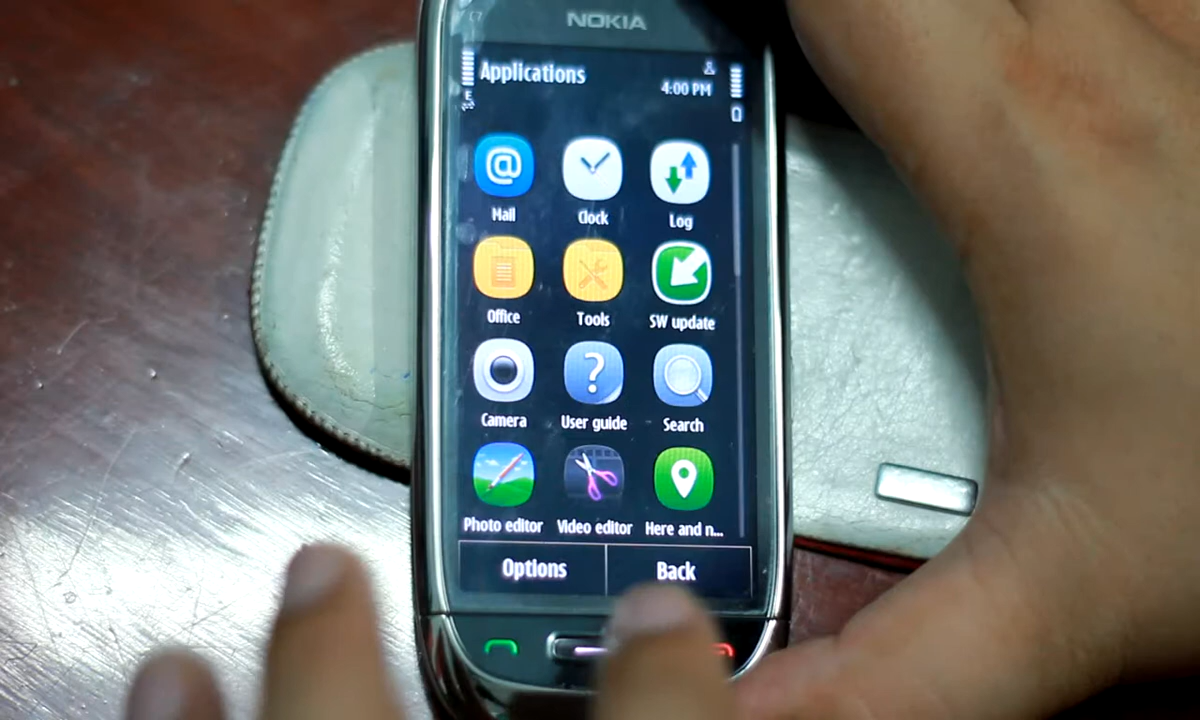 C7
NOKIA
Applications
4:00 PM
E
@
Mail
Clock
Log
Office
Tools
SW update
?
Camera
User guide
Search
Photo editor
Video editor
Here and n...
Options
Back